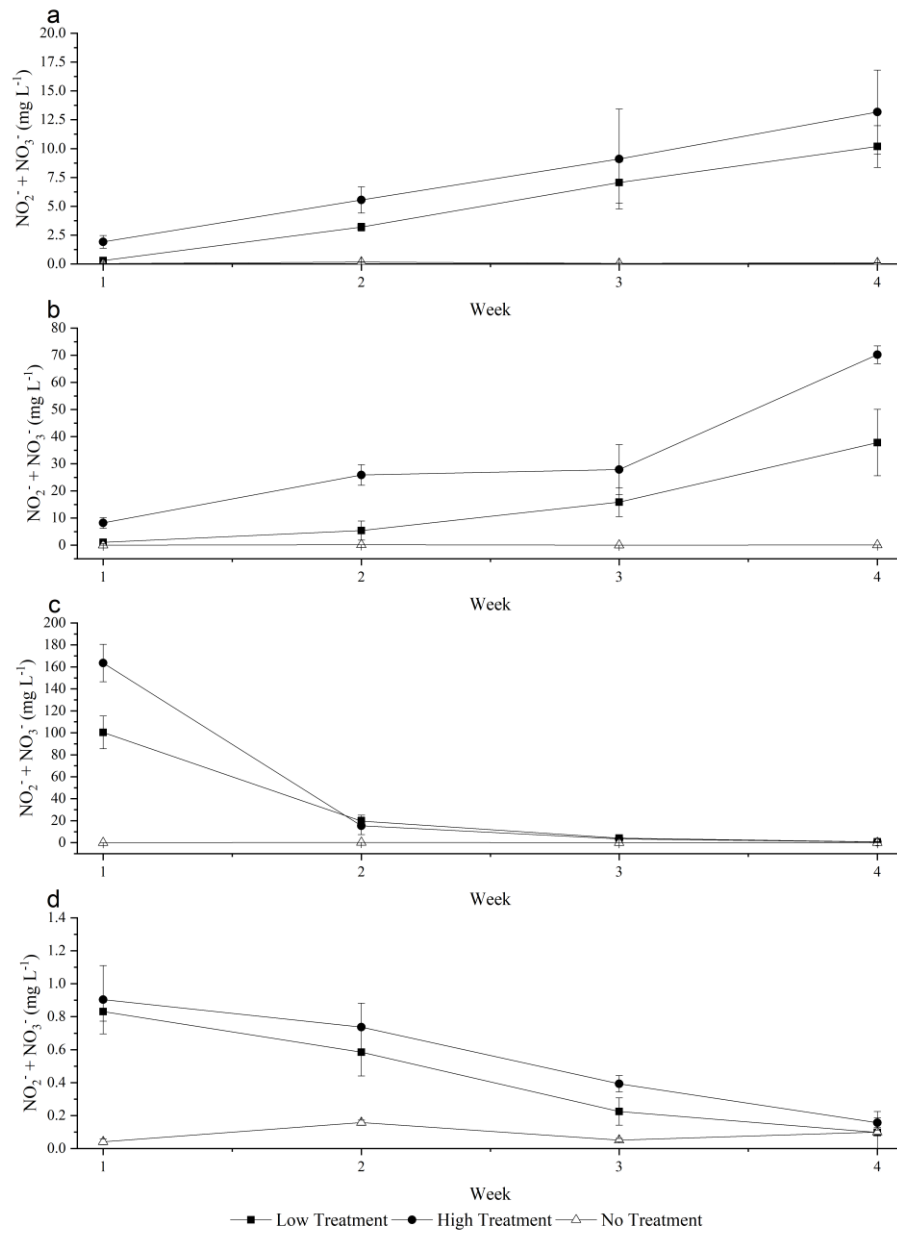 a
20.0
17.5
15.0
12.5
10.0
7.5
5.0
2.5
0.0
NO₂⁻ + NO₃⁻ (mg L⁻¹)
1 2 3 4
Week
b
80
70
60
50
40
30
20
10
0
NO₂⁻ + NO₃⁻ (mg L⁻¹)
1 2 3 4
Week
c
200
180
160
140
120
100
80
60
40
20
0
NO₂⁻ + NO₃⁻ (mg L⁻¹)
1 2 3 4
Week
d
1.4
1.2
1.0
0.8
0.6
0.4
0.2
0.0
NO₂⁻ + NO₃⁻ (mg L⁻¹)
1 2 3 4
Week
Low Treatment High Treatment No Treatment